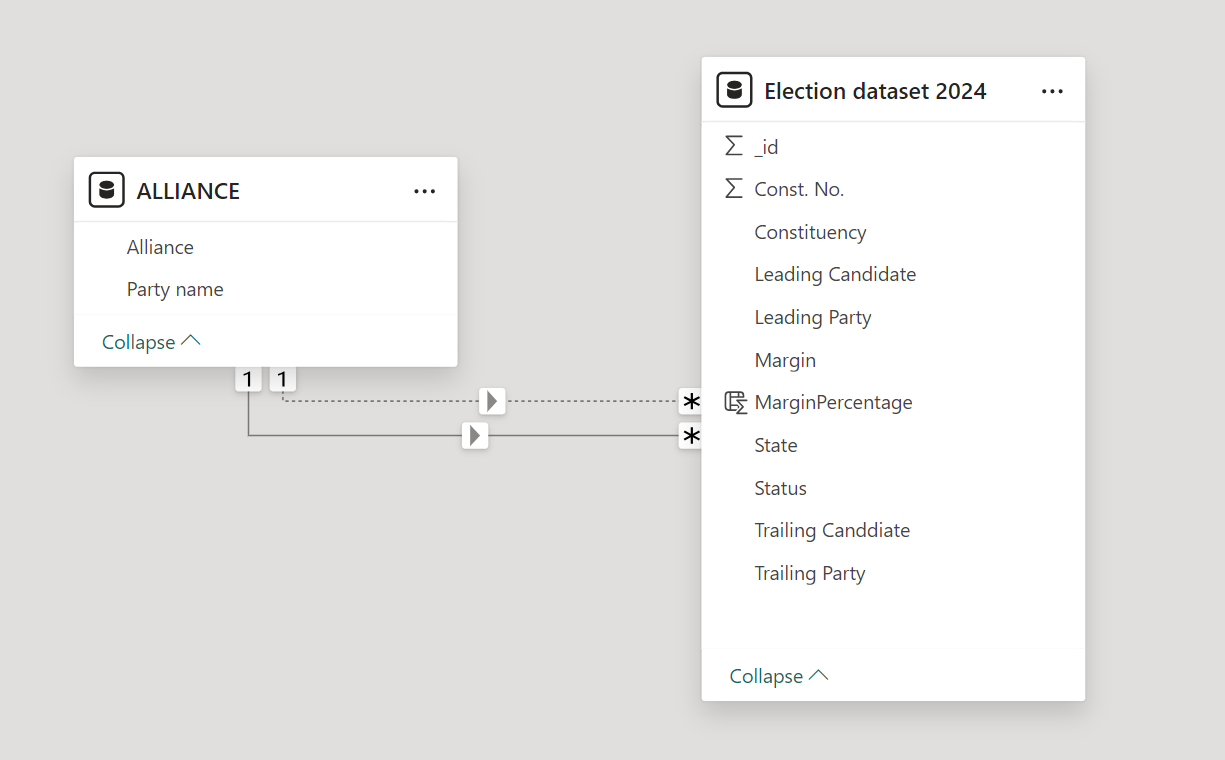 ALLIANCE
Alliance
Party name
Collapse
1 1
*
*
Election dataset 2024
_id
Const. No.
Constituency
Leading Candidate
Leading Party
Margin
MarginPercentage
State
Status
Trailing Canddiate
Trailing Party
Collapse